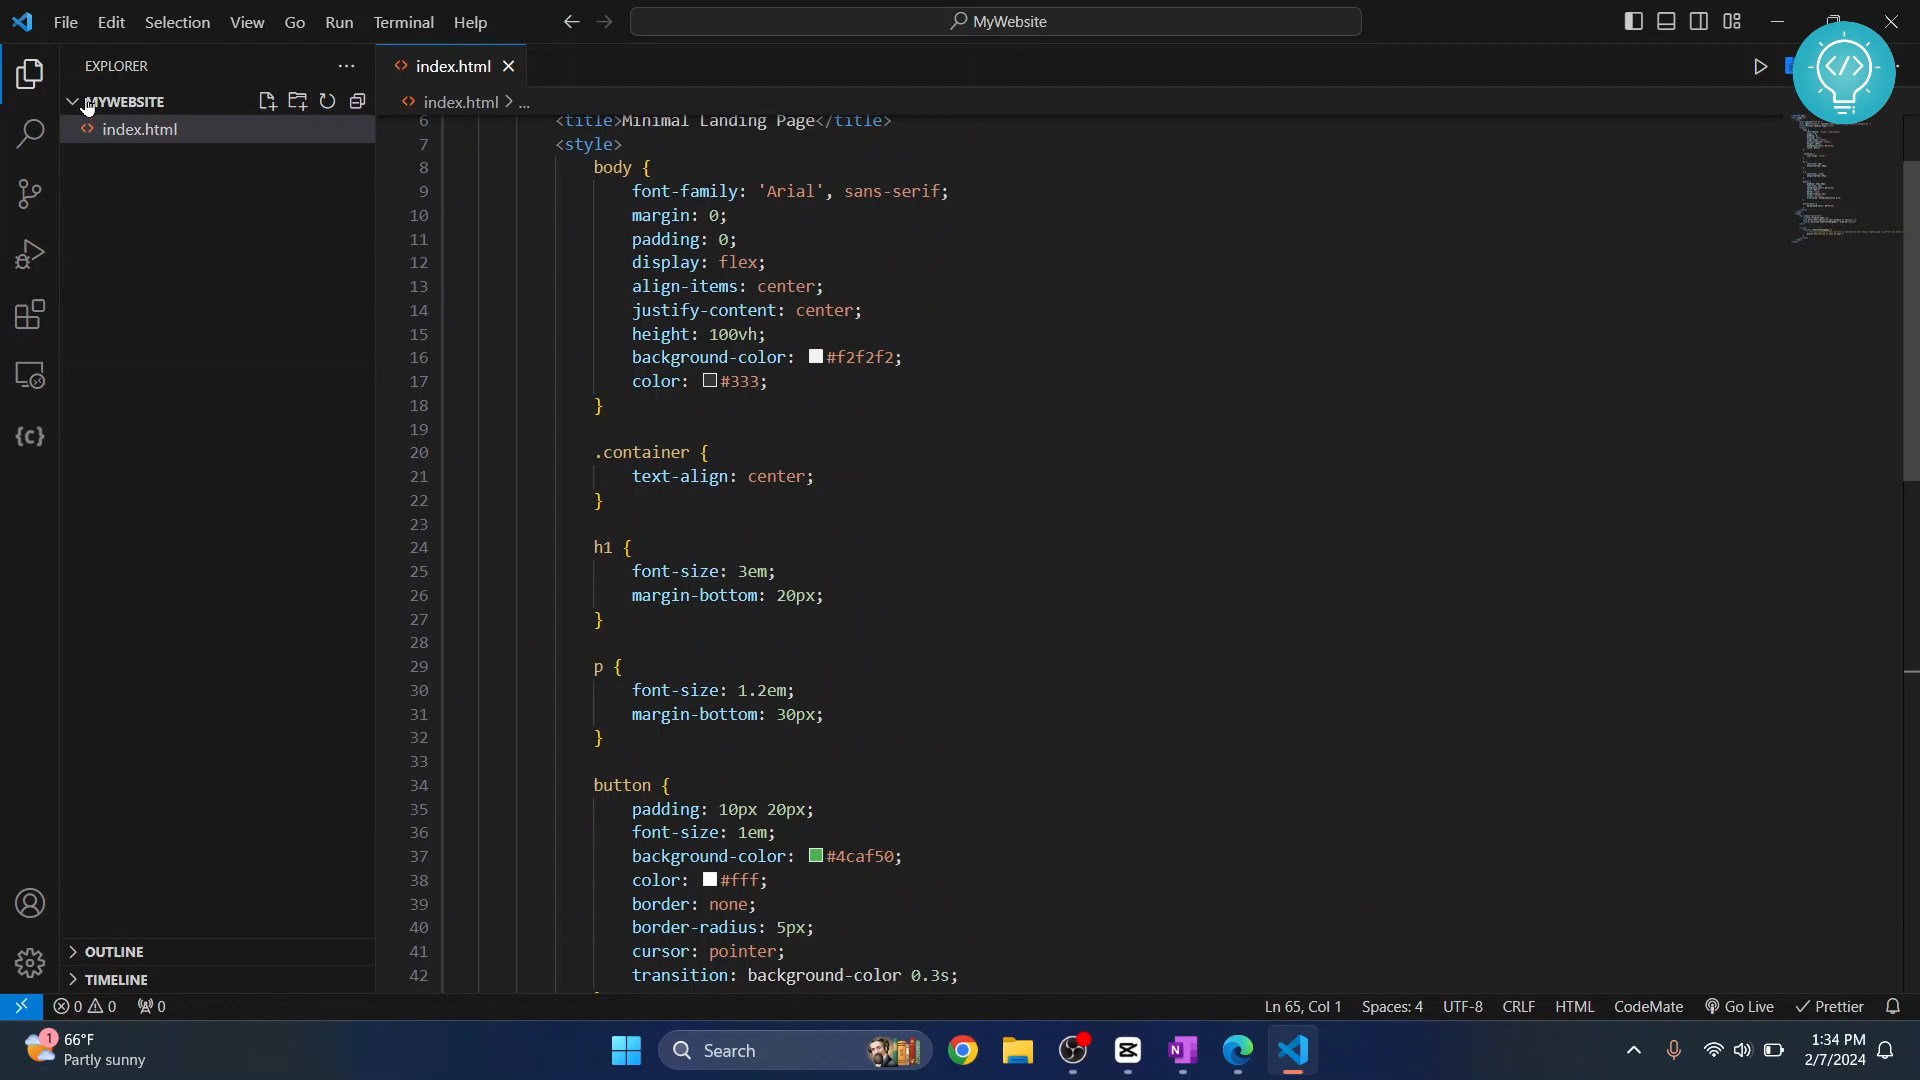 File Edit Selection View Go Run Terminal Help
MyWebsite
EXPLORER
MYWEBSITE
index.html
OUTLINE
TIMELINE
index.html
index.html > ...
6 <title>Minimal Landing Page</title>
7 <style>
8 body {
9 font-family: 'Arial', sans-serif;
10 margin: 0;
11 padding: 0;
12 display: flex;
13 align-items: center;
14 justify-content: center;
15 height: 100vh;
16 background-color: #f2f2f2;
17 color: #333;
18 }
19
20 .container {
21 text-align: center;
22 }
23
24 h1 {
25 font-size: 3em;
26 margin-bottom: 20px;
27 }
28
29 p {
30 font-size: 1.2em;
31 margin-bottom: 30px;
32 }
33
34 button {
35 padding: 10px 20px;
36 font-size: 1em;
37 background-color: #4caf50;
38 color: #fff;
39 border: none;
40 border-radius: 5px;
41 cursor: pointer;
42 transition: background-color 0.3s;
0 0 0 Ln 65, Col 1 Spaces: 4 UTF-8 CRLF HTML CodeMate Go Live Prettier
1 66°F
Partly sunny
Search
1:34 PM
2/7/2024